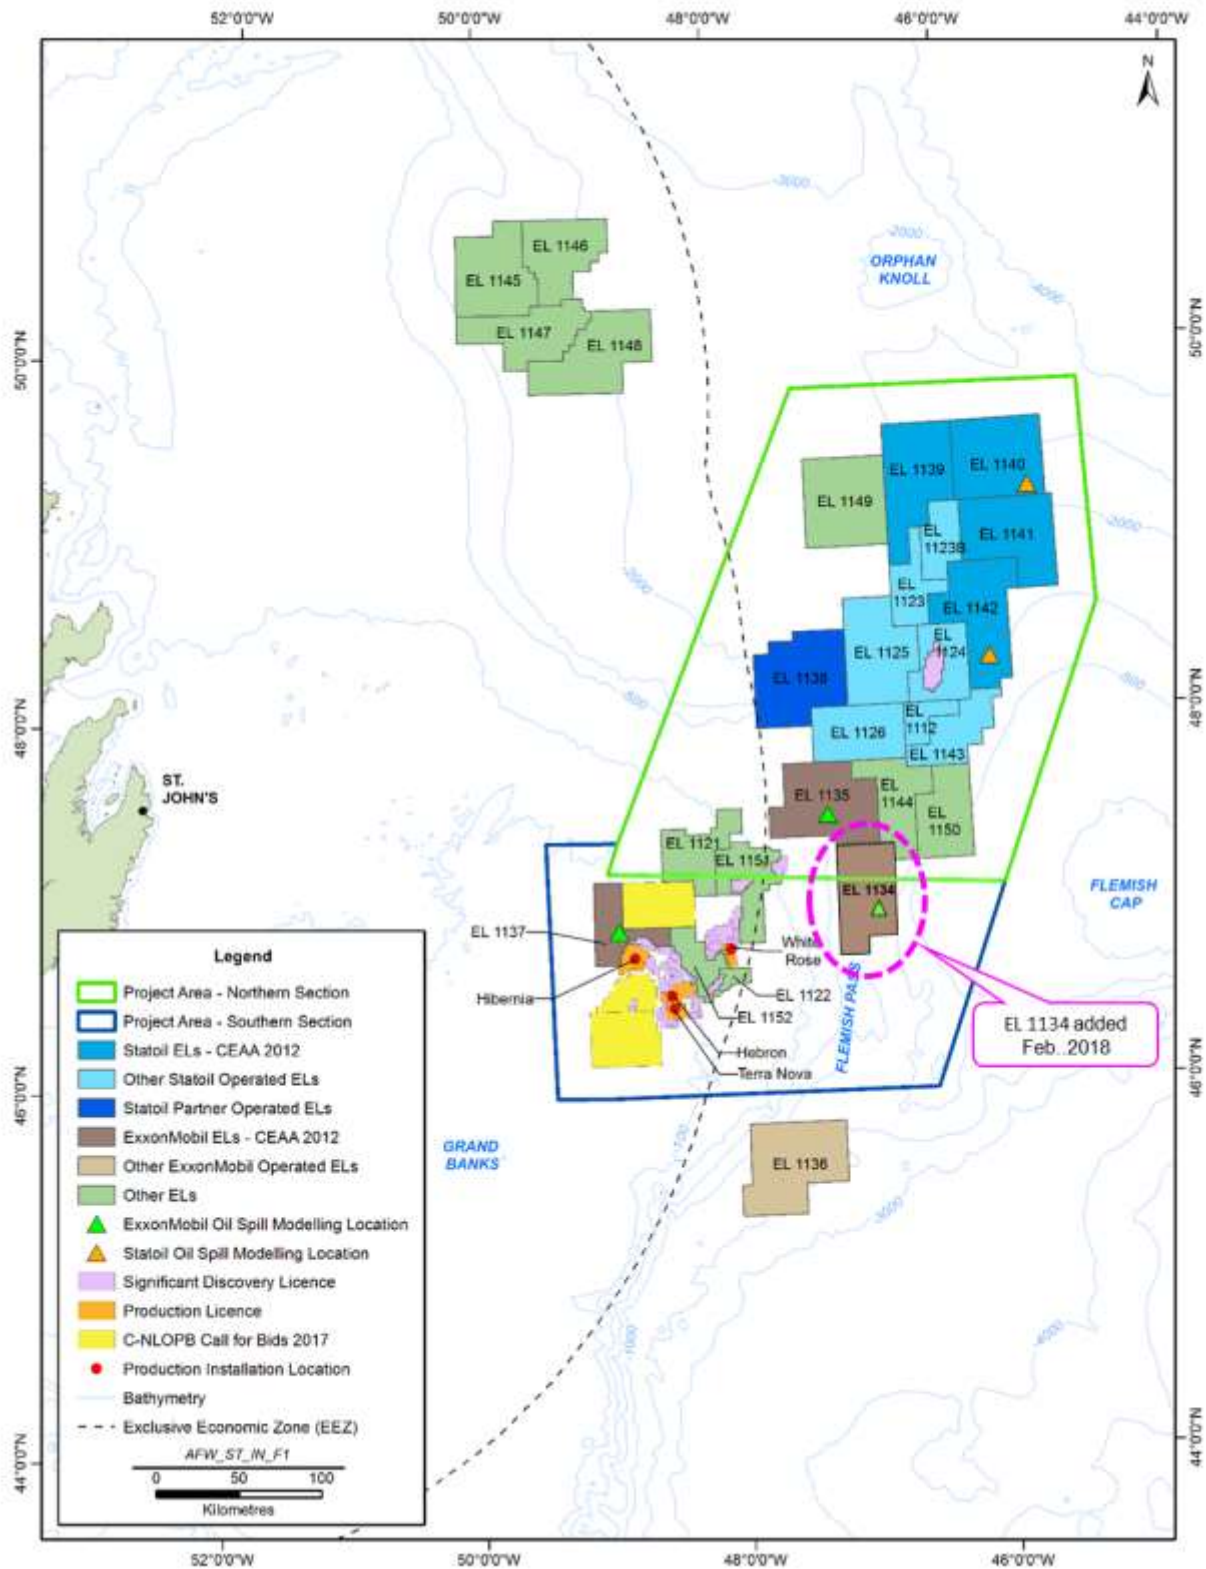 52°0'0"W 50°0'0"W 48°0'0"W 46°0'0"W 44°0'0"W
N
-3000
-2000
ORPHAN
KNOLL
-4000
EL 1146
EL 1145
EL 1147
EL 1148
50°0'0"N
50°0'0"N
EL 1139
EL 1140
EL 1149
-2000
EL
1123B
EL 1141
-2000
EL
1123
EL 1142
EL 1125
EL
1124
EL 1138
-500
-500
48°0'0"N
48°0'0"N
EL 1126
EL
1112
EL 1143
ST.
JOHN'S
EL 1135
EL
1144
EL
1150
EL 1121
EL 1151
EL 1134
FLEMISH
CAP
EL 1137
White
Rose
Hibernia
EL 1122
EL 1152
FLEMISH PASS
Hebron
Terra Nova
EL 1134 added
Feb..2018
46°0'0"N
46°0'0"N
GRAND
BANKS
EL 1136
-3000
-1000
-4000
44°0'0"N
44°0'0"N
Legend
Project Area - Northern Section
Project Area - Southern Section
Statoil ELs - CEAA 2012
Other Statoil Operated ELs
Statoil Partner Operated ELs
ExxonMobil ELs - CEAA 2012
Other ExxonMobil Operated ELs
Other ELs
ExxonMobil Oil Spill Modelling Location
Statoil Oil Spill Modelling Location
Significant Discovery Licence
Production Licence
C-NLOPB Call for Bids 2017
Production Installation Location
Bathymetry
Exclusive Economic Zone (EEZ)
AFW_ST_IN_F1
0 50 100
Kilometres
52°0'0"W 50°0'0"W 48°0'0"W 46°0'0"W